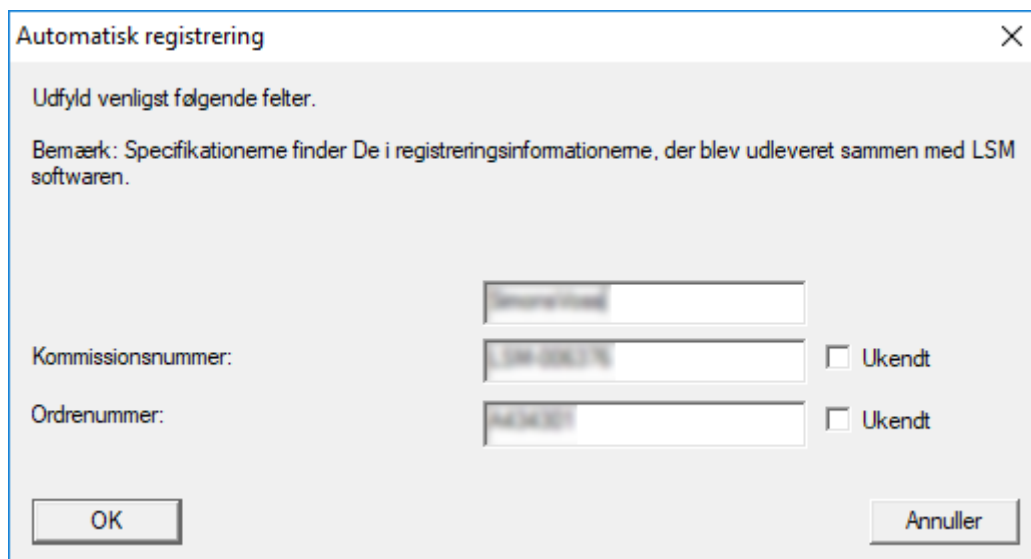 Automatisk registrering
Udfyld venligst følgende felter.
Bemærk: Specifikationerne finder De i registreringsinformationerne, der blev udleveret sammen med LSM
softwaren.
Kommissionsnummer:
Ukendt
Ordrenummer:
Ukendt
OK
Annuller